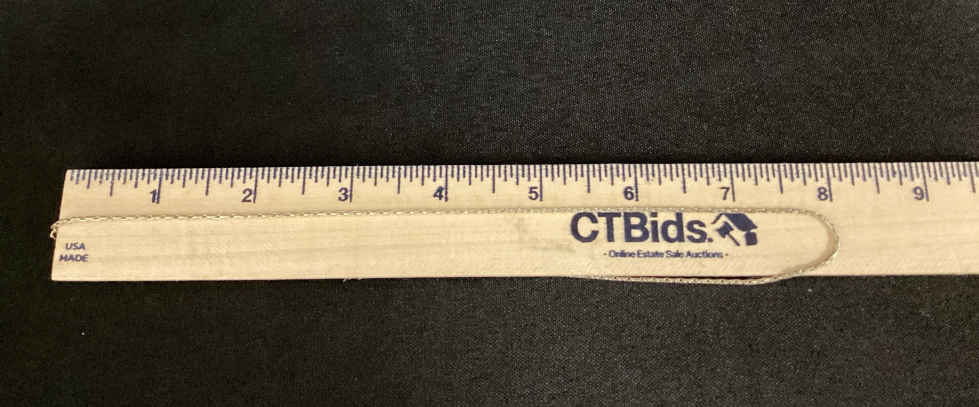 1 2 3 4 5 6 7 8 9
CTBids.
- Online Estate Sale Auctions -
USA
MADE